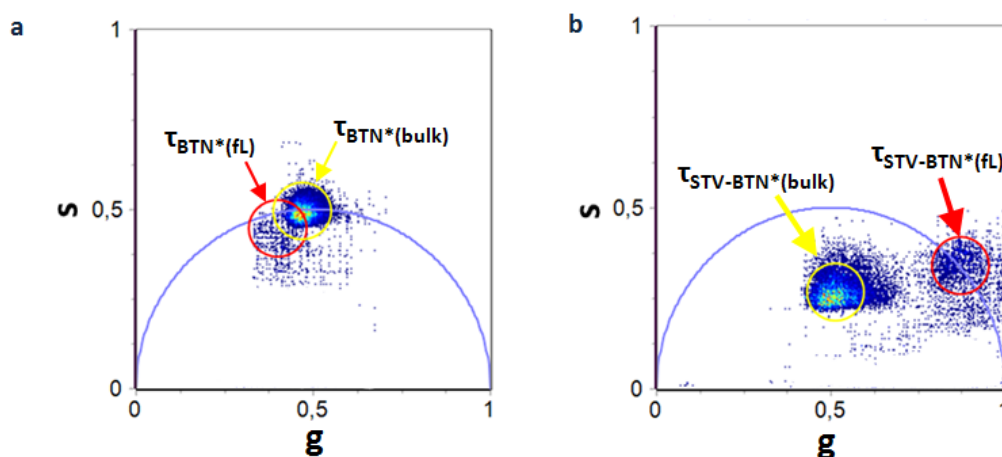 a
1
τBTN*(fL)
τBTN*(bulk)
s
0,5
0
0
0,5
1
g
b
1
τSTV-BTN*(bulk)
τSTV-BTN*(fL)
s
0,5
0
0
0,5
1
g